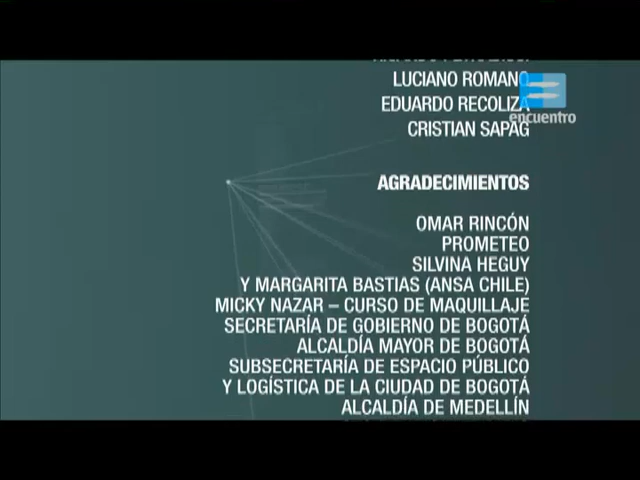 LUCIANO ROMANO
EDUARDO RECOLIZA
CRISTIAN SAPAG
encuentro
AGRADECIMIENTOS
OMAR RINCÓN
PROMETEO
SILVINA HEGUY
Y MARGARITA BASTIAS (ANSA CHILE)
MICKY NAZAR – CURSO DE MAQUILLAJE
SECRETARÍA DE GOBIERNO DE BOGOTÁ
ALCALDÍA MAYOR DE BOGOTÁ
SUBSECRETARÍA DE ESPACIO PÚBLICO
Y LOGÍSTICA DE LA CIUDAD DE BOGOTÁ
ALCALDÍA DE MEDELLÍN